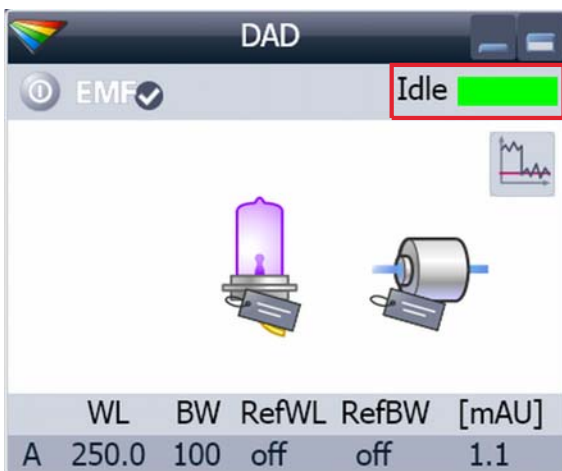 DAD
EMF Idle
WL BW RefWL RefBW [mAU]
A 250.0 100 off off 1.1